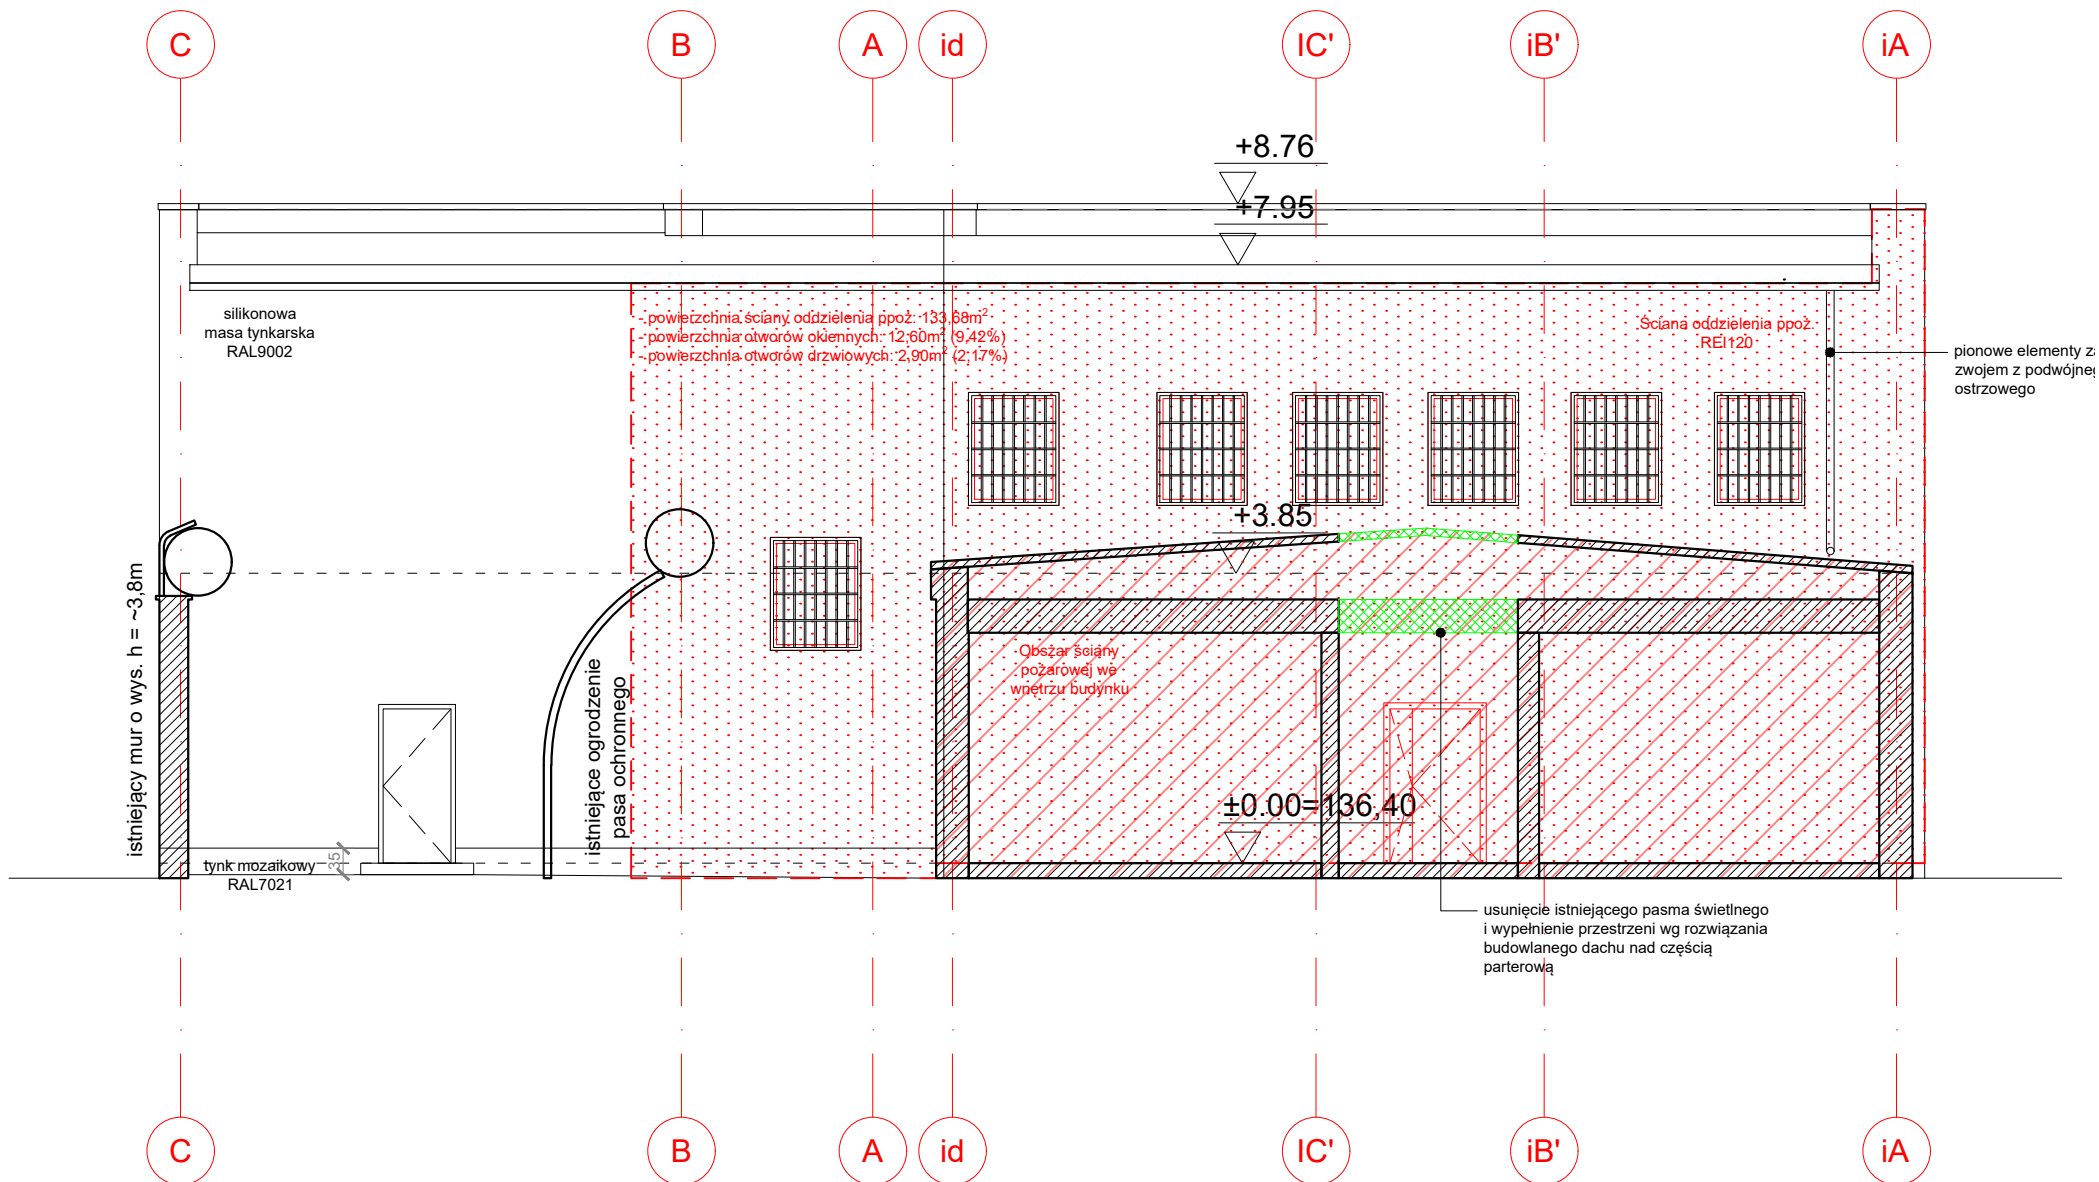 C
B
A
id
IC'
iB'
iA
+8.76
+7.95
silikonowa
masa tynkarska
RAL9002
- powierzchnia ściany oddzielenia ppoż: 133,68m²
- powierzchnia otworów okiennych: 12,60m² (9,42%)
- powierzchnia otworów drzwiowych: 2,90m² (2,17%)
Ściana oddzielenia ppoż.
REI120
pionowe elementy za
zwojem z podwójneg
ostrzowego
+3.85
istniejący mur o wys. h = ~3,8m
istniejące ogrodzenie
pasa ochronnego
Obszar ściany
pożarowej we
wnętrzu budynku
±0.00=136,40
tynk mozaikowy
RAL7021
35
usunięcie istniejącego pasma świetlnego
i wypełnienie przestrzeni wg rozwiązania
budowlanego dachu nad częścią
parterową
C
B
A
id
IC'
iB'
iA